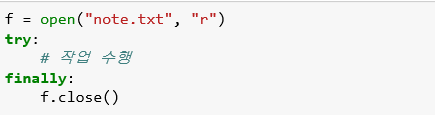 f = open("note.txt", "r")
try:
    # 작업 수행
finally:
    f.close()